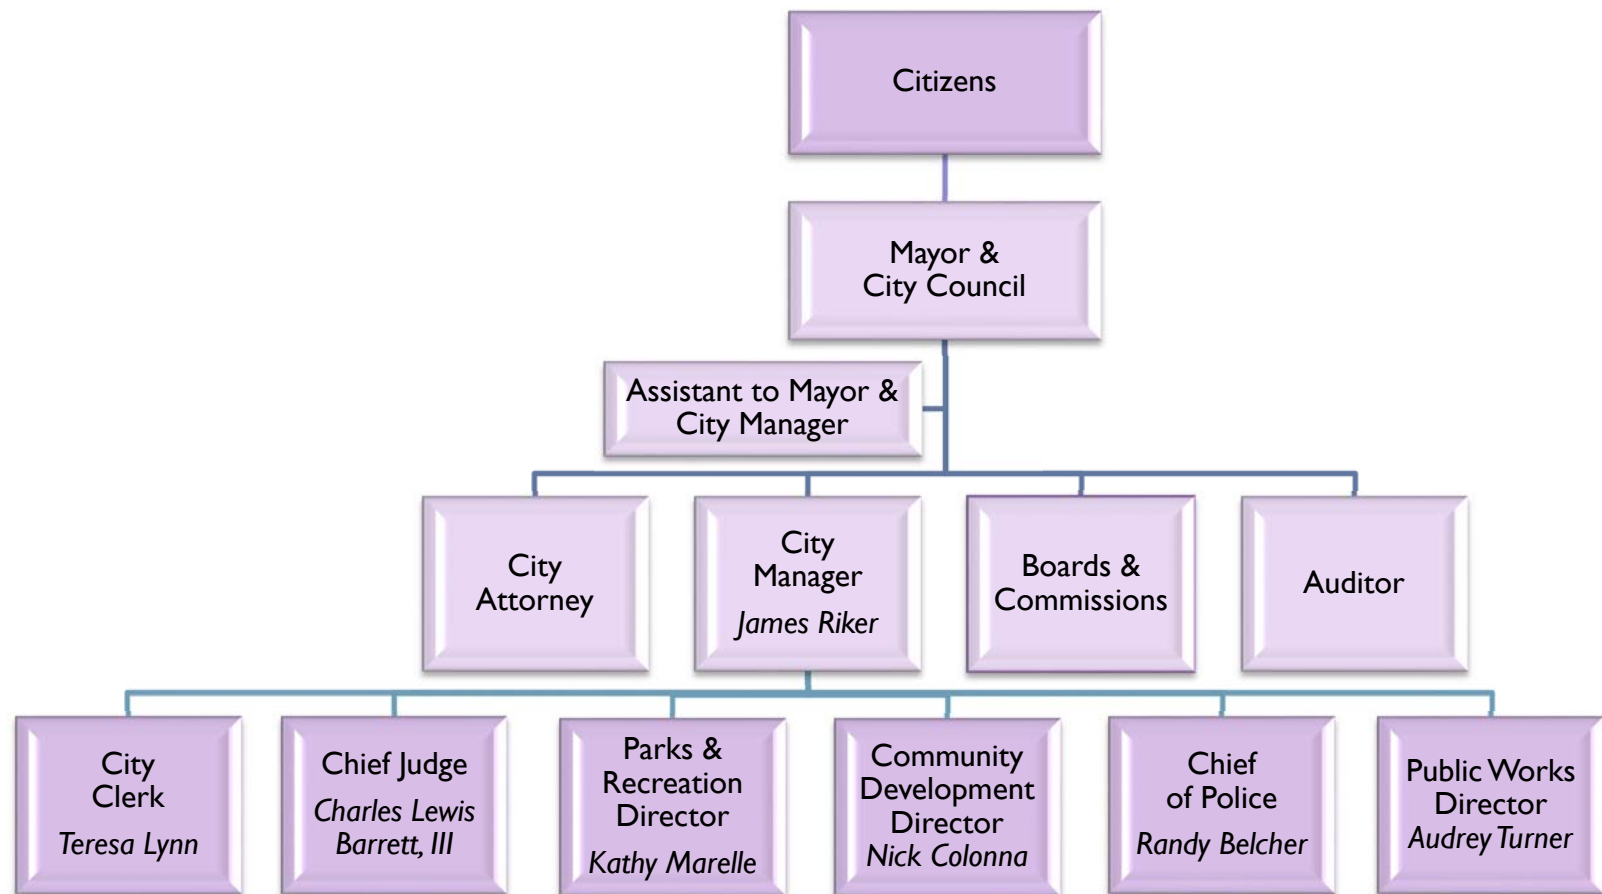 Citizens
Mayor &
City Council
Assistant to Mayor &
City Manager
City
Attorney
City
Manager
James Riker
Boards &
Commissions
Auditor
City
Clerk
Teresa Lynn
Chief Judge
Charles Lewis
Barrett, III
Parks &
Recreation
Director
Kathy Marelle
Community
Development
Director
Nick Colonna
Chief
of Police
Randy Belcher
Public Works
Director
Audrey Turner